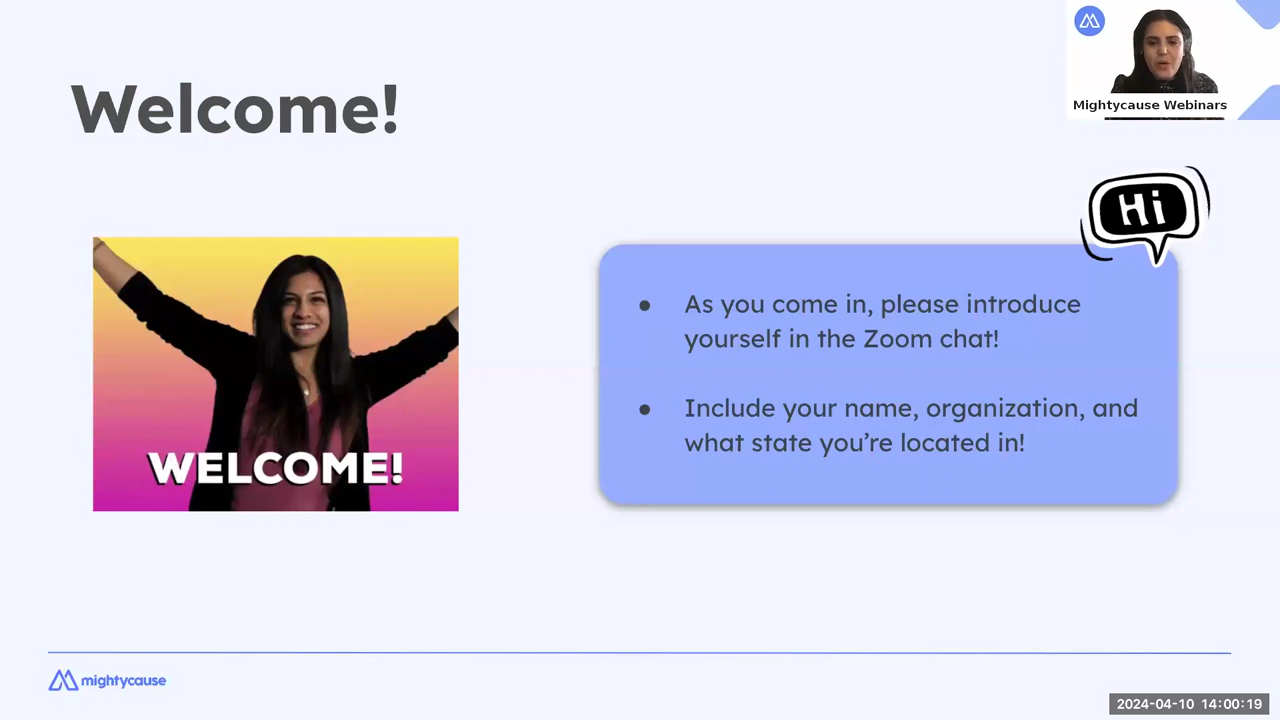 Welcome!
Mightycause Webinars
Hi
WELCOME!
● As you come in, please introduce
yourself in the Zoom chat!
● Include your name, organization, and
what state you’re located in!
mightycause
2024-04-10 14:00:19